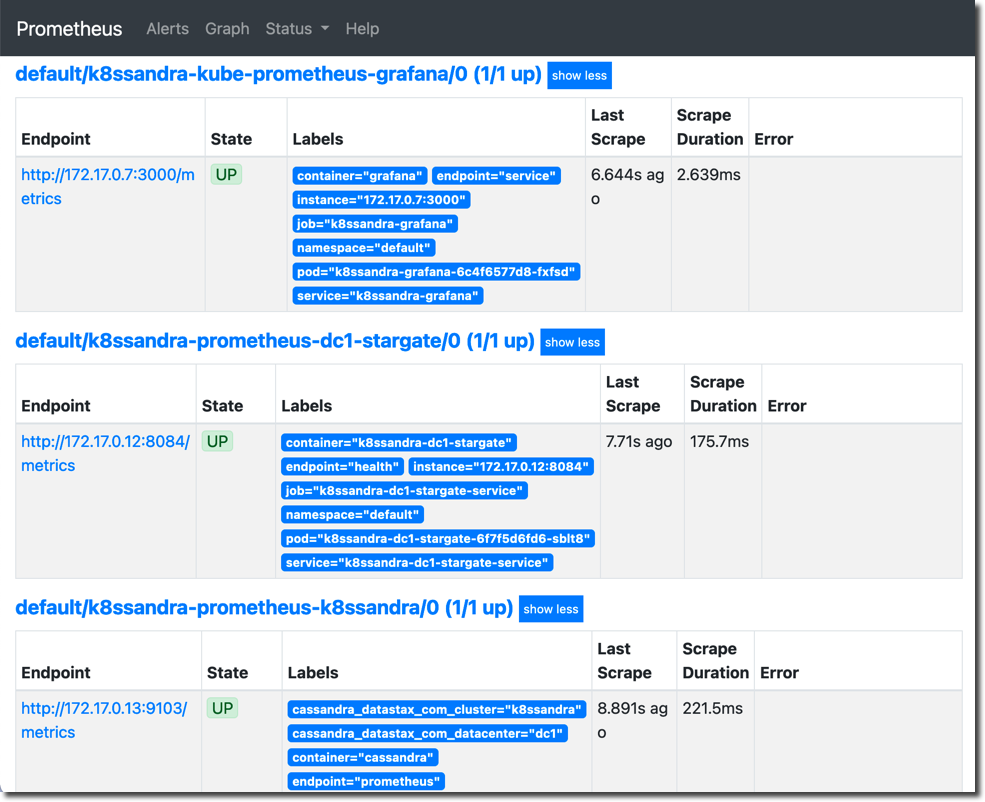 Prometheus Alerts Graph Status Help
default/k8ssandra-kube-prometheus-grafana/0 (1/1 up) show less
Endpoint State Labels Last Scrape Scrape Duration Error
http://172.17.0.7:3000/m
etrics
UP
container="grafana" endpoint="service"
instance="172.17.0.7:3000"
job="k8ssandra-grafana"
namespace="default"
pod="k8ssandra-grafana-6c4f6577d8-fxfsd"
service="k8ssandra-grafana"
6.644s ag
o
2.639ms
default/k8ssandra-prometheus-dc1-stargate/0 (1/1 up) show less
Endpoint State Labels Last Scrape Scrape Duration Error
http://172.17.0.12:8084/
metrics
UP
container="k8ssandra-dc1-stargate"
endpoint="health" instance="172.17.0.12:8084"
job="k8ssandra-dc1-stargate-service"
namespace="default"
pod="k8ssandra-dc1-stargate-6f7f5d6fd6-sblt8"
service="k8ssandra-dc1-stargate-service"
7.71s ago
175.7ms
default/k8ssandra-prometheus-k8ssandra/0 (1/1 up) show less
Endpoint State Labels Last Scrape Scrape Duration Error
http://172.17.0.13:9103/
metrics
UP
cassandra_datastax_com_cluster="k8ssandra"
cassandra_datastax_com_datacenter="dc1"
container="cassandra"
endpoint="prometheus"
8.891s ag
o
221.5ms